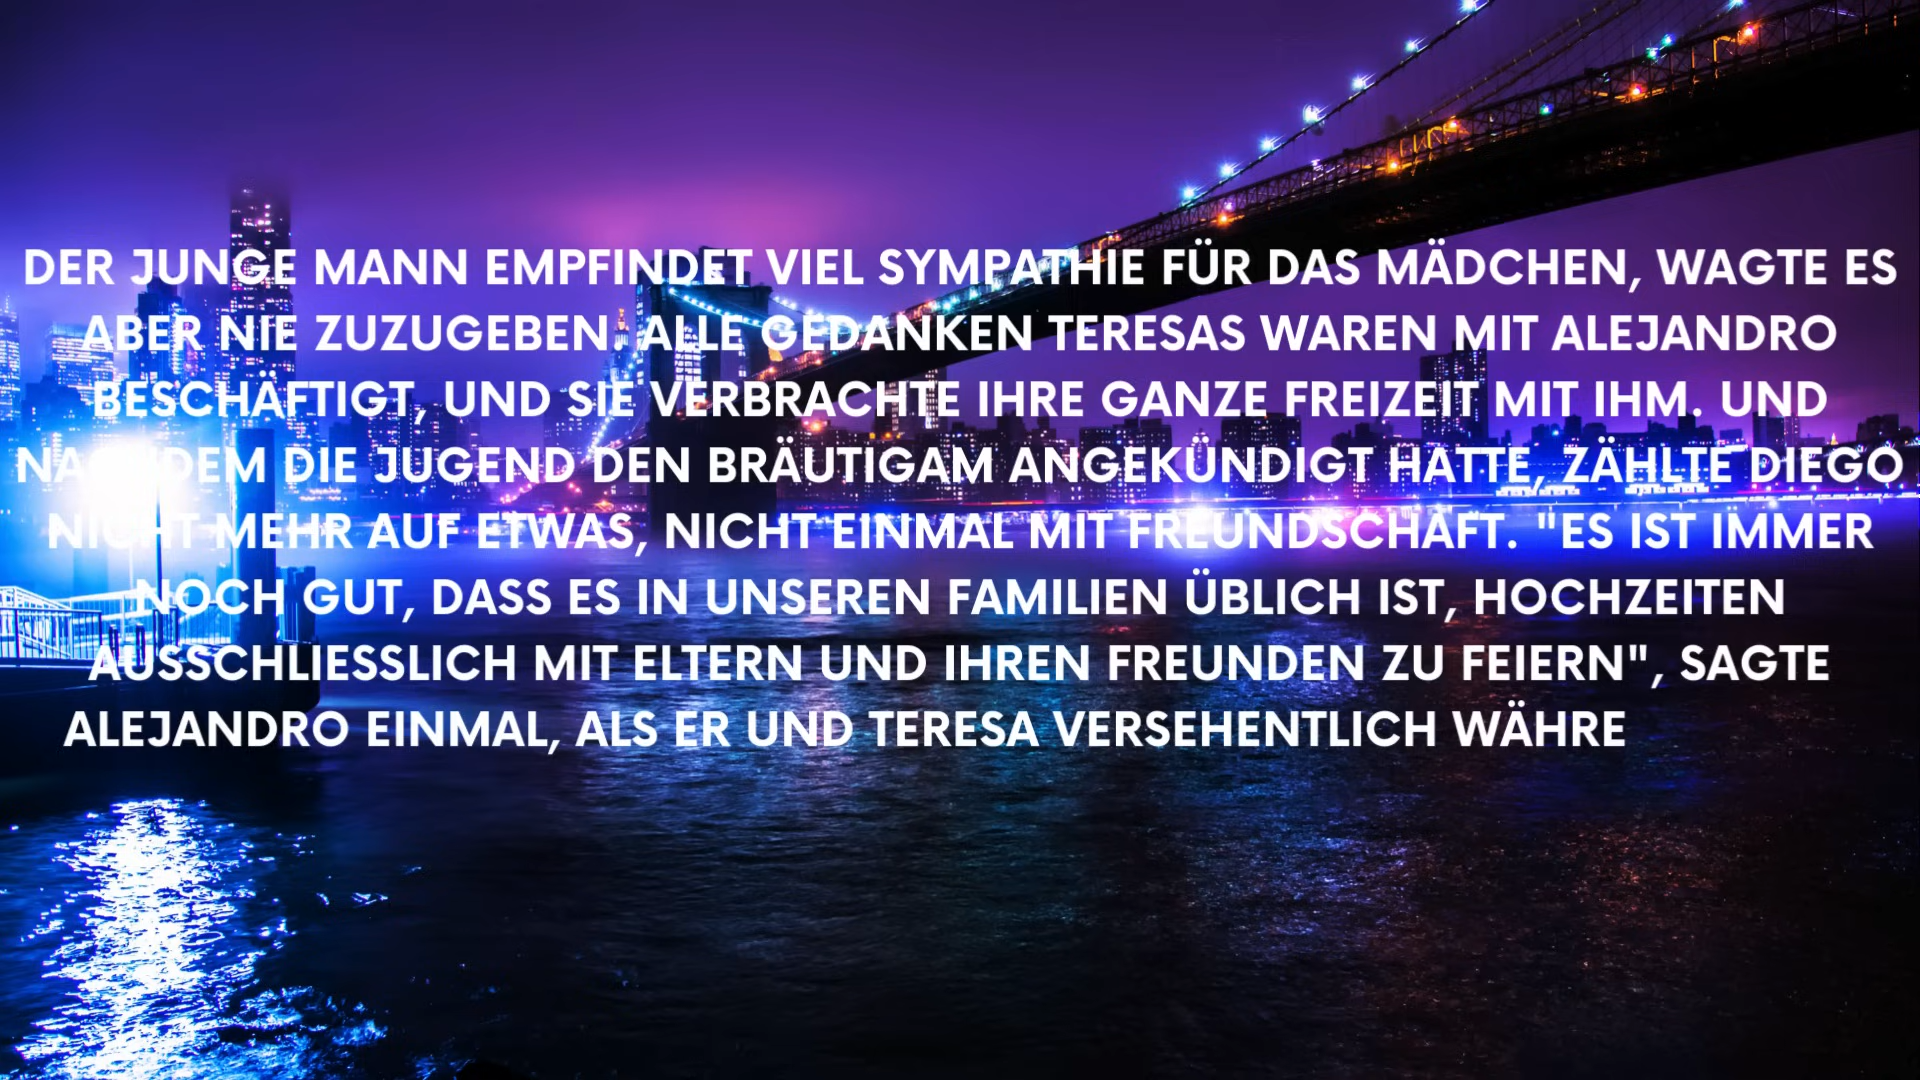 DER JUNGE MANN EMPFINDET VIEL SYMPATHIE FÜR DAS MÄDCHEN, WAGTE ES
ABER NIE ZUZUGEBEN. ALLE GEDANKEN TERESAS WAREN MIT ALEJANDRO
BESCHÄFTIGT, UND SIE VERBRACHTE IHRE GANZE FREIZEIT MIT IHM. UND
NACHDEM DIE JUGEND DEN BRÄUTIGAM ANGEKÜNDIGT HATTE, ZÄHLTE DIEGO
NICHT MEHR AUF ETWAS, NICHT EINMAL MIT FREUNDSCHAFT. "ES IST IMMER
NOCH GUT, DASS ES IN UNSEREN FAMILIEN ÜBLICH IST, HOCHZEITEN
AUSSCHLIESSLICH MIT ELTERN UND IHREN FREUNDEN ZU FEIERN", SAGTE
ALEJANDRO EINMAL, ALS ER UND TERESA VERSEHENTLICH WÄHRE